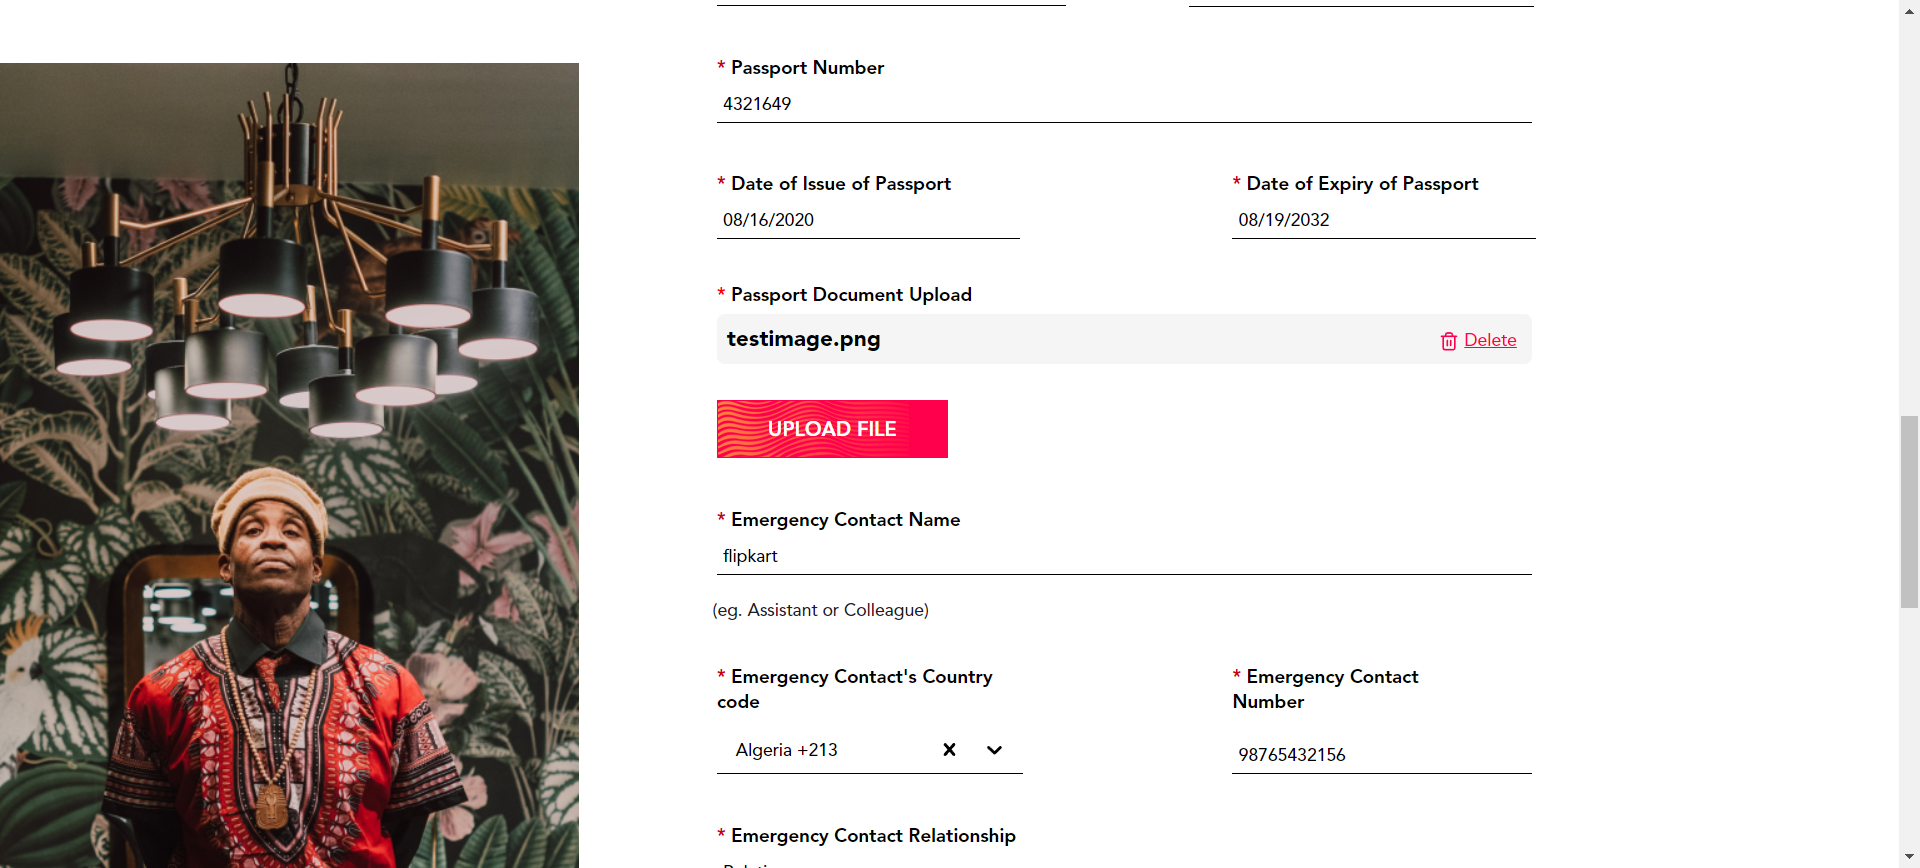 * Passport Number
4321649
* Date of Issue of Passport
* Date of Expiry of Passport
08/16/2020
08/19/2032
* Passport Document Upload
testimage.png
Delete
UPLOAD FILE
* Emergency Contact Name
flipkart
(eg. Assistant or Colleague)
* Emergency Contact's Country
code
* Emergency Contact
Number
Algeria +213
98765432156
* Emergency Contact Relationship